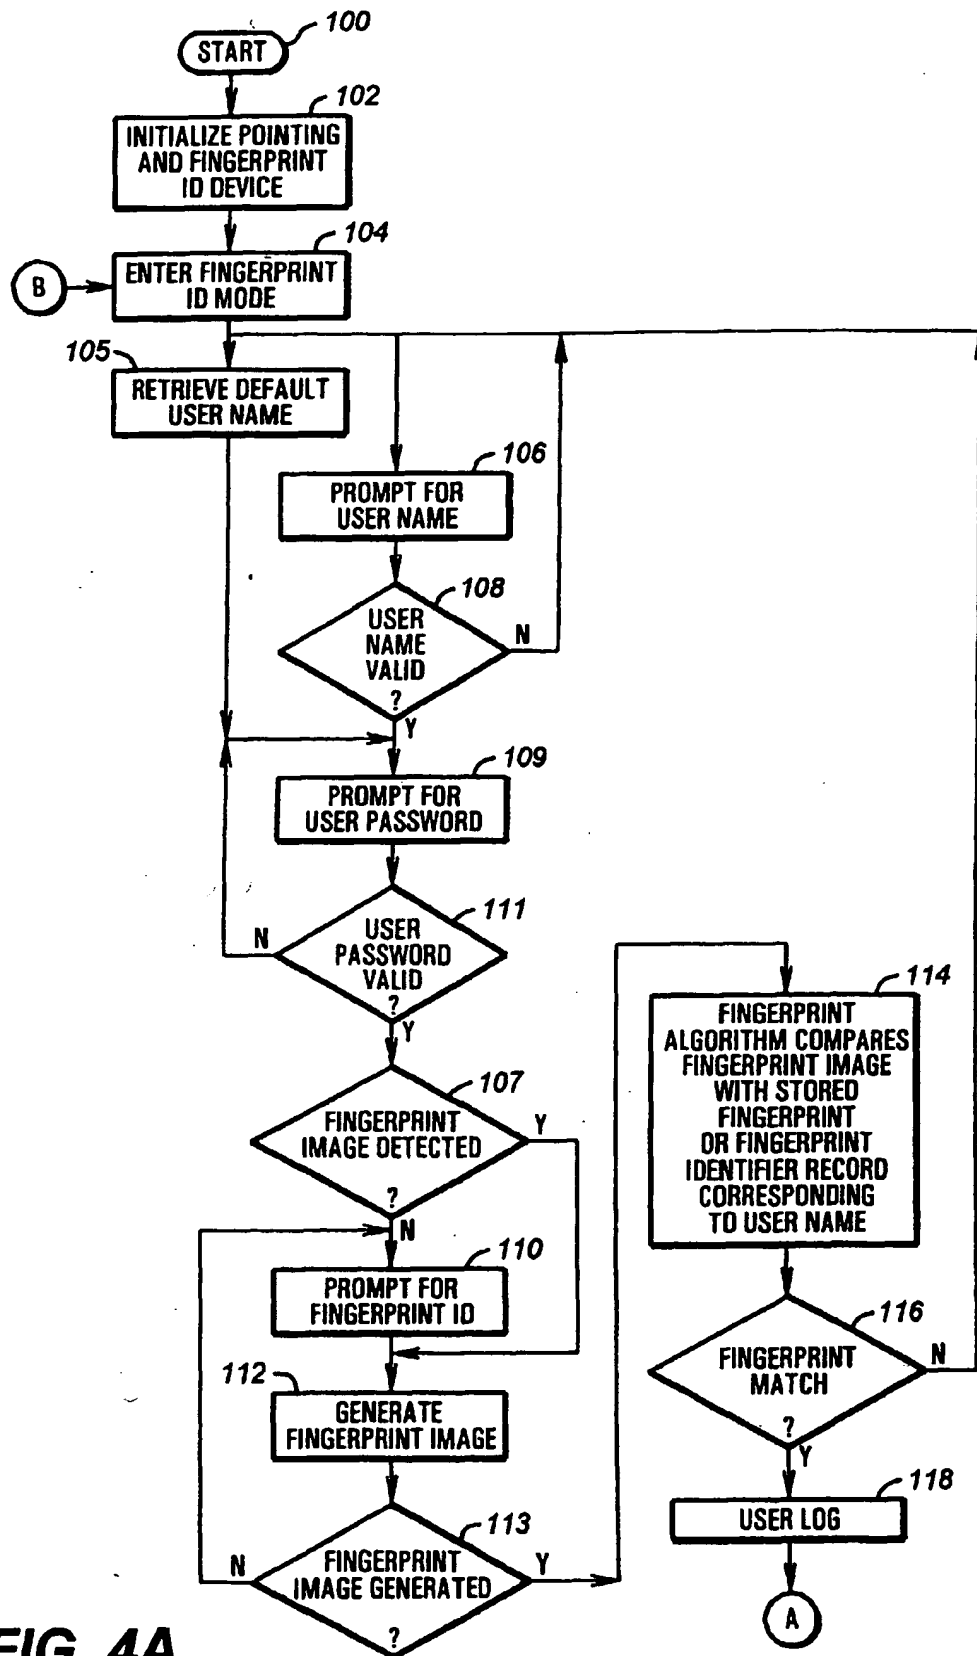 100
START
102
INITIALIZE POINTING
AND FINGERPRINT
ID DEVICE
104
B
ENTER FINGERPRINT
ID MODE
105
RETRIEVE DEFAULT
USER NAME
106
PROMPT FOR
USER NAME
108
USER
NAME
VALID
?
N
Y
109
PROMPT FOR
USER PASSWORD
111
USER
PASSWORD
VALID
?
N
Y
107
FINGERPRINT
IMAGE DETECTED
?
Y
N
110
PROMPT FOR
FINGERPRINT ID
112
GENERATE
FINGERPRINT IMAGE
113
FINGERPRINT
IMAGE GENERATED
?
N
Y
114
FINGERPRINT
ALGORITHM COMPARES
FINGERPRINT IMAGE
WITH STORED
FINGERPRINT
OR FINGERPRINT
IDENTIFIER RECORD
CORRESPONDING
TO USER NAME
116
FINGERPRINT
MATCH
?
N
Y
118
USER LOG
A
FIG. 4A